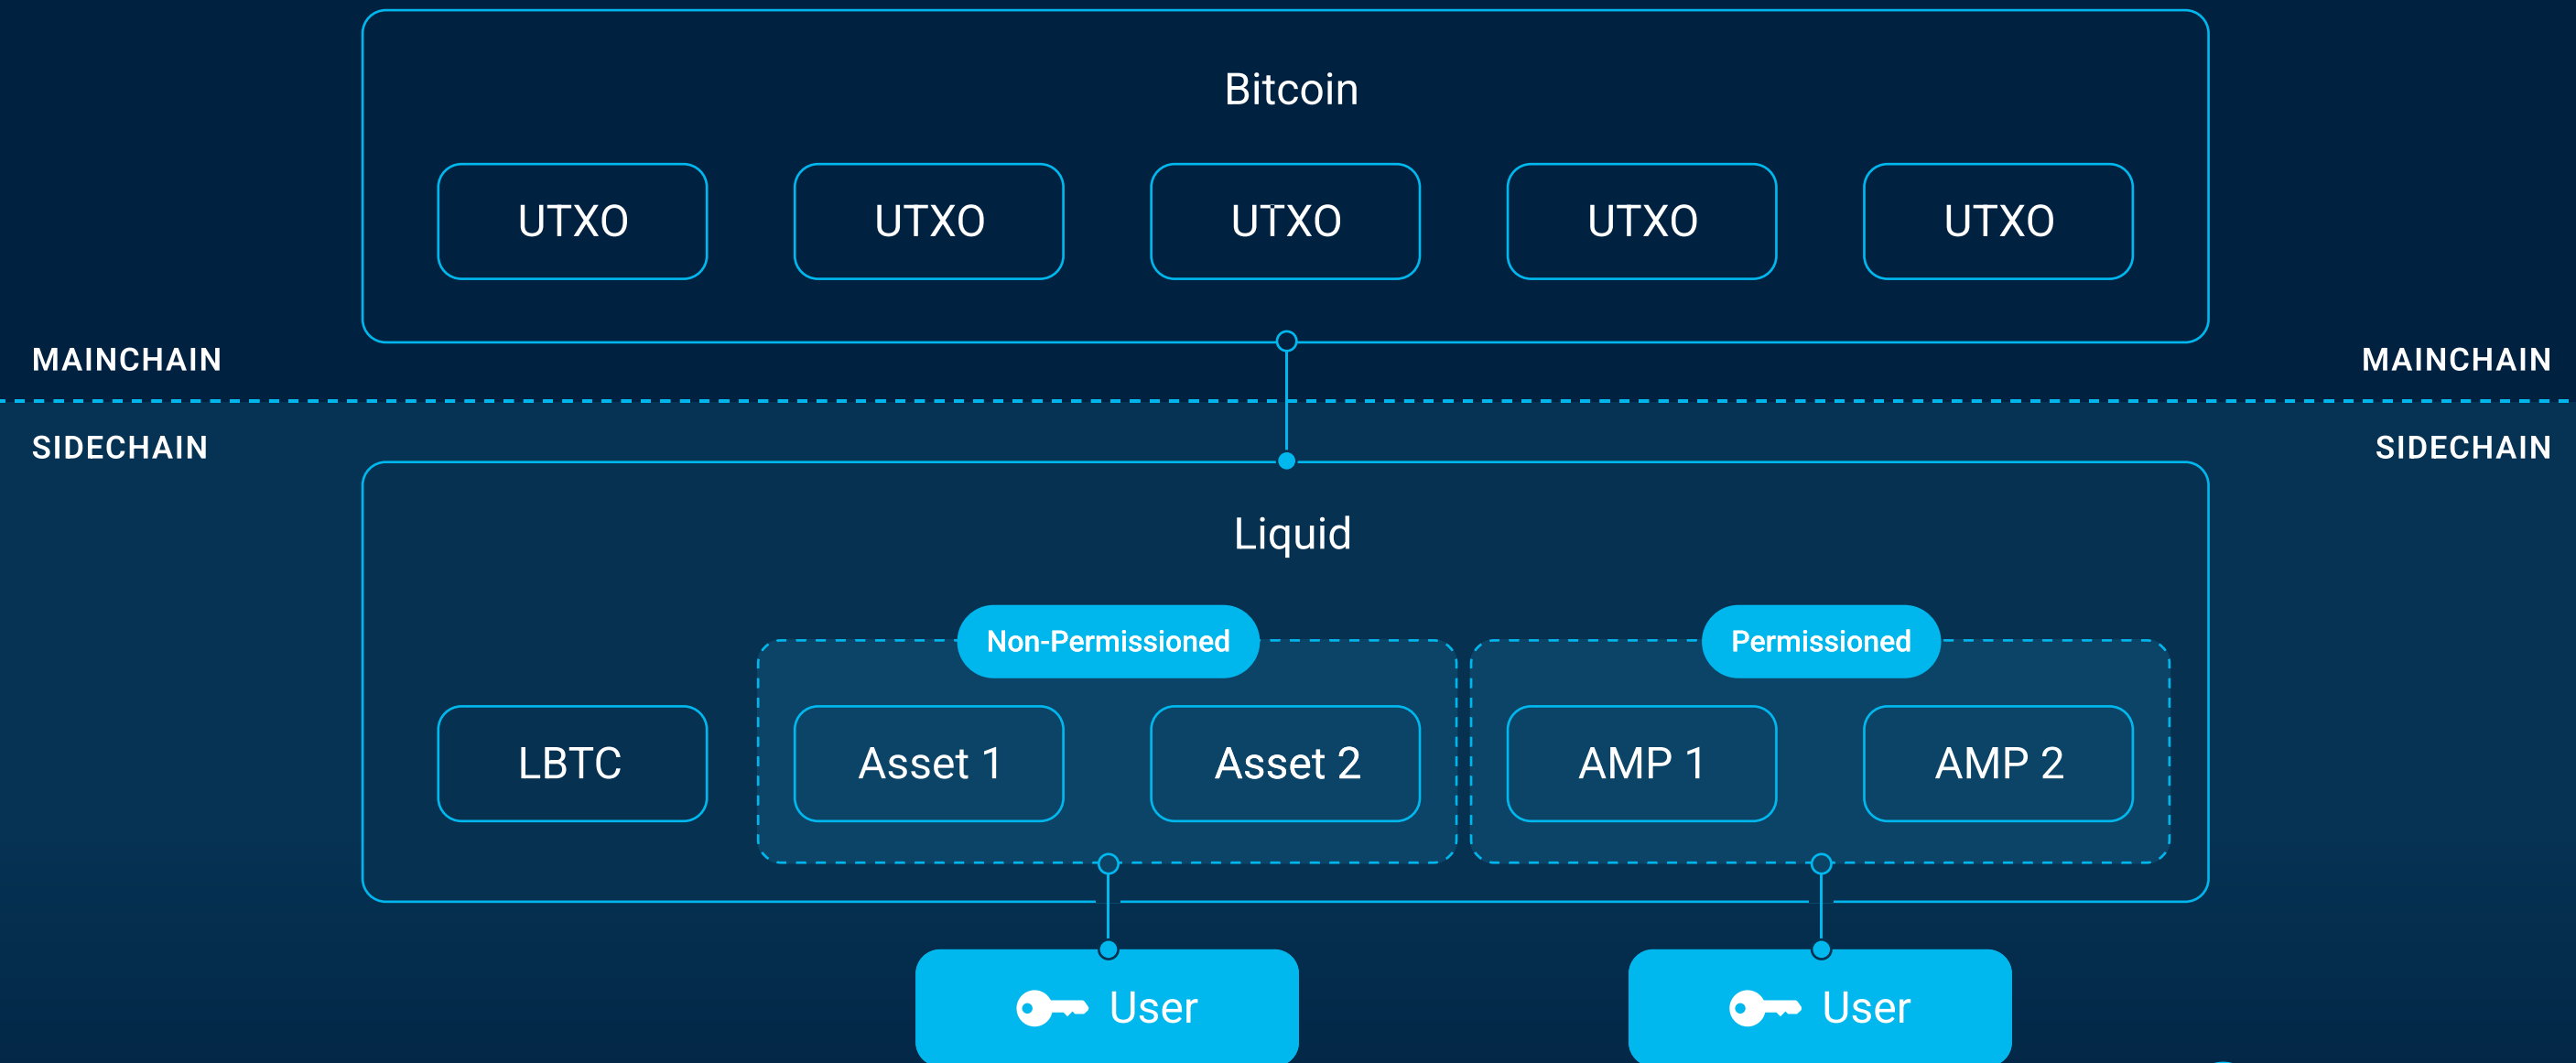 Bitcoin
UTXO
UTXO
UTXO
UTXO
UTXO
MAINCHAIN
MAINCHAIN
SIDECHAIN
SIDECHAIN
Liquid
Non-Permissioned
Permissioned
LBTC
Asset 1
Asset 2
AMP 1
AMP 2
User
User